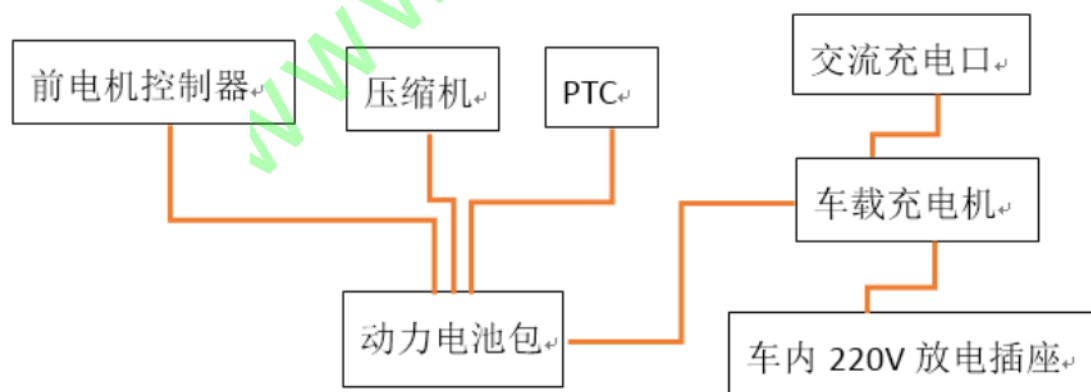 前电机控制器
压缩机
PTC
交流充电口
车载充电机
动力电池包
车内 220V 放电插座
www